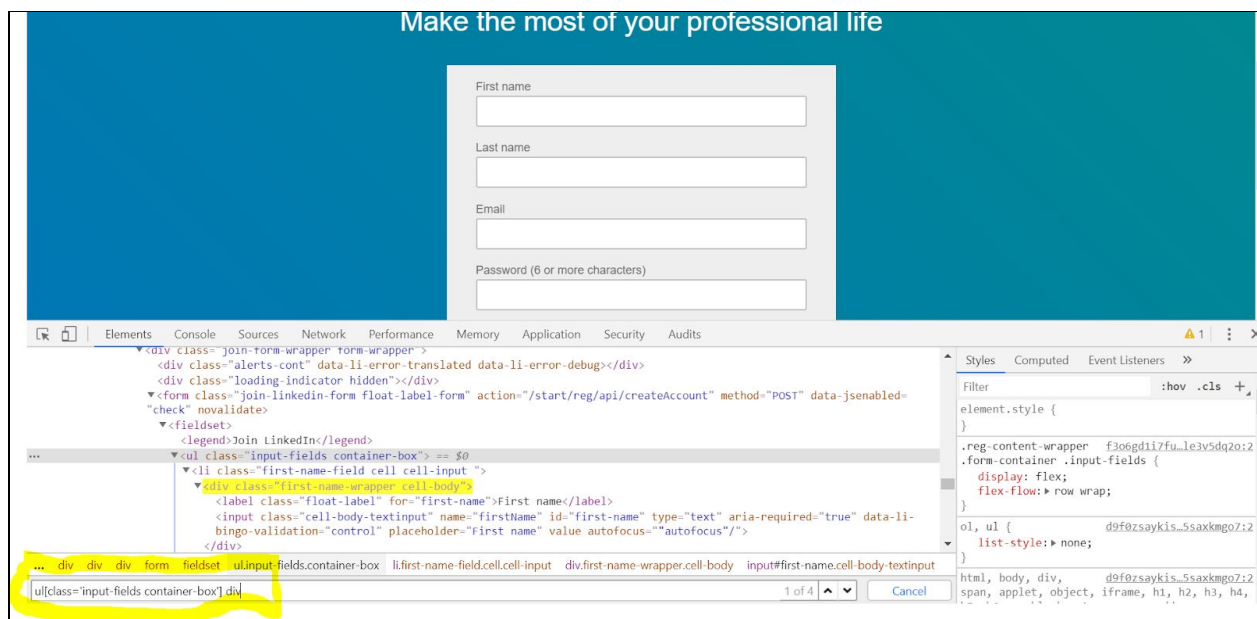 Make the most of your professional life
First name
Last name
Email
Password (6 or more characters)
Elements Console Sources Network Performance Memory Application Security Audits 1
<div class="join-form-wrapper form-wrapper">
<div class="alerts-cont" data-li-error-translated data-li-error-debug></div>
<div class="loading-indicator hidden"></div>
<form class="join-linkedin-form float-label-form" action="/start/reg/api/createAccount" method="POST" data-jsenabled=
"check" novalidate>
<fieldset>
<legend>Join LinkedIn</legend>
... <ul class="input-fields container-box"> == $0
<li class="first-name-field cell cell-input ">
<div class="first-name-wrapper cell-body">
<label class="float-label" for="first-name">First name</label>
<input class="cell-body-textinput" name="firstName" id="first-name" type="text" aria-required="true" data-li-
bingo-validation="control" placeholder="First name" value autofocus=""autofocus"/">
</div>
... div div div form fieldset ul.input-fields.container-box li.first-name-field.cell.cell-input div.first-name-wrapper.cell-body input#first-name.cell-body-textinput
ul[class='input-fields container-box'] div 1 of 4 Cancel
Styles Computed Event Listeners »
Filter :hov .cls +
element.style {
}
.reg-content-wrapper f3o6gd1i7fu…le3v5dq2o:2
.form-container .input-fields {
display: flex;
flex-flow: row wrap;
}
ol, ul { d9f0zsaykis…5saxkmgo7:2
list-style: none;
}
html, body, div, d9f0zsaykis…5saxkmgo7:2
span, applet, object, iframe, h1, h2, h3, h4,